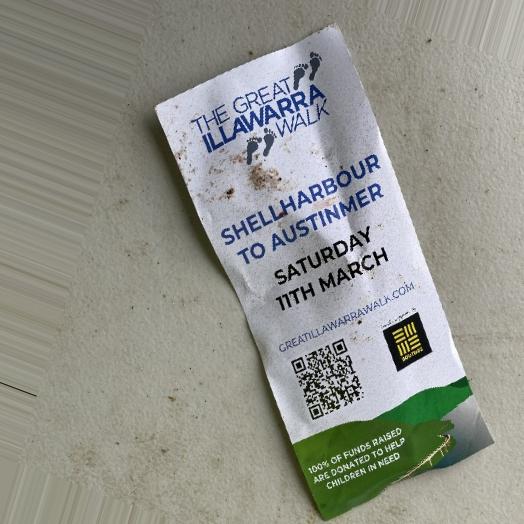 THE GREAT
ILLAWARRA
WALK
SHELLHARBOUR
TO AUSTINMER
SATURDAY
11TH MARCH
GREATILLAWARRAWALK.COM
100% OF FUNDS RAISED
ARE DONATED TO HELP
CHILDREN IN NEED